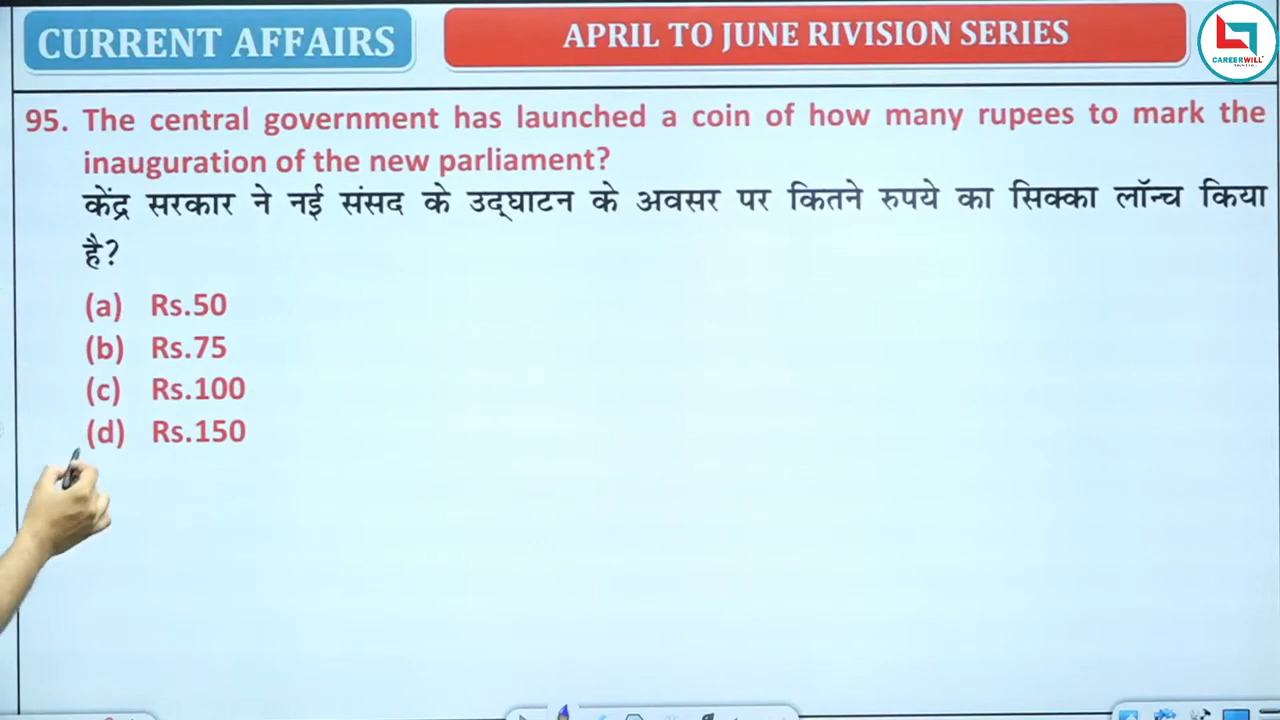 CURRENT AFFAIRS
APRIL TO JUNE RIVISION SERIES
CAREERWILL
95. The central government has launched a coin of how many rupees to mark the
inauguration of the new parliament?
केंद्र सरकार ने नई संसद के उद्घाटन के अवसर पर कितने रुपये का सिक्का लॉन्च किया
है?
(a) Rs.50
(b) Rs.75
(c) Rs.100
(d) Rs.150